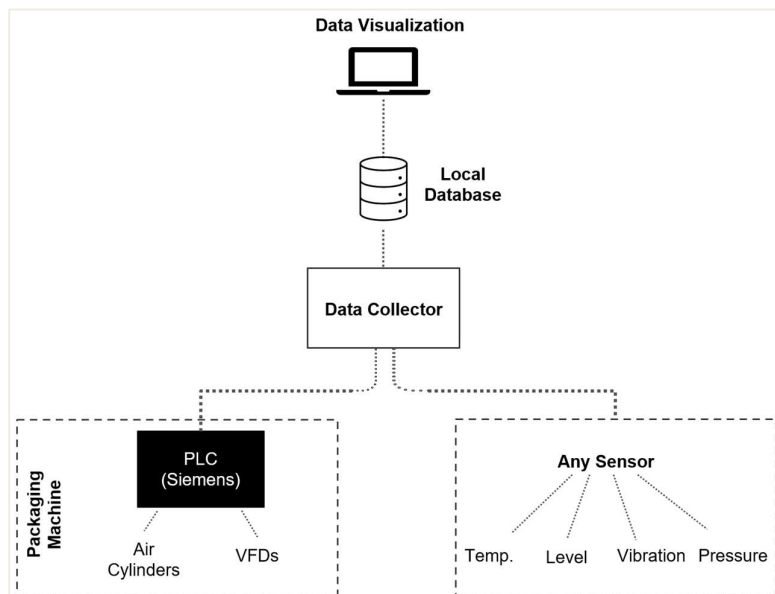 Data Visualization
Local
Database
Data Collector
Packaging
Machine
PLC
(Siemens)
Air
Cylinders
VFDs
Any Sensor
Temp.
Level
Vibration
Pressure